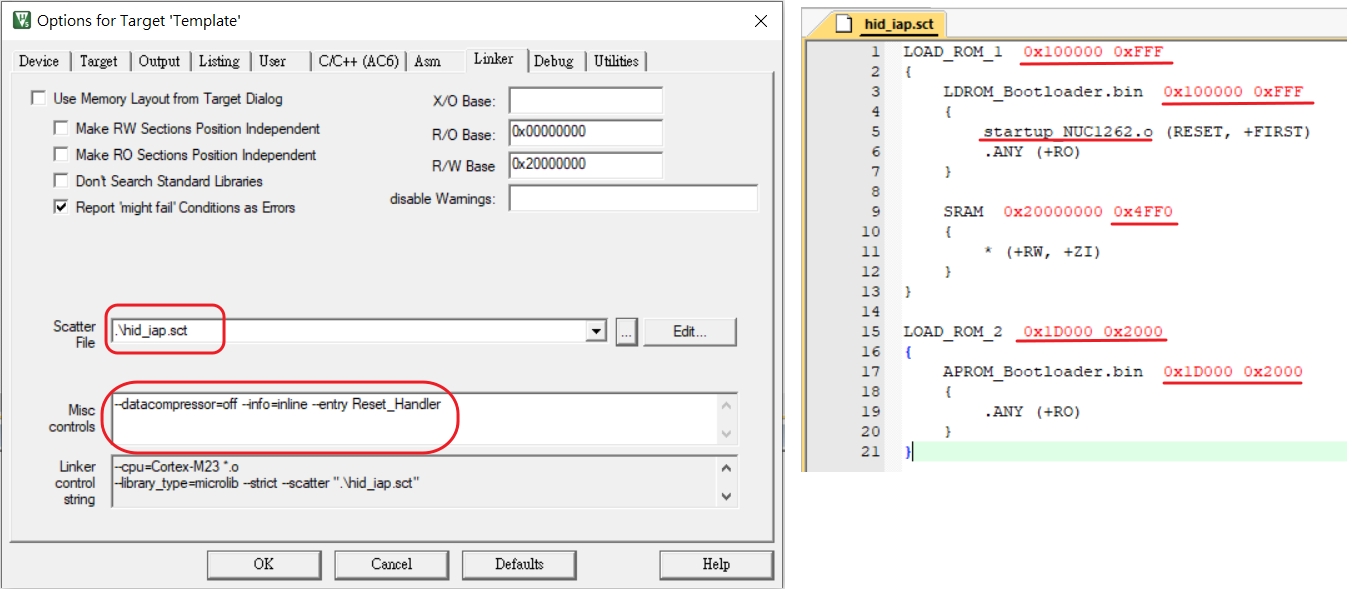 Options for Target 'Template'
Device Target Output Listing User C/C++ (AC6) Asm Linker Debug Utilities
Use Memory Layout from Target Dialog
Make RW Sections Position Independent
Make RO Sections Position Independent
Don't Search Standard Libraries
Report 'might fail' Conditions as Errors
X/O Base:
R/O Base: 0x00000000
R/W Base 0x20000000
disable Warnings:
Scatter File .\hid_iap.sct ... Edit...
Misc controls --datacompressor=off --info=inline --entry Reset_Handler
Linker control string --cpu=Cortex-M23 *.o
--library_type=microlib --strict --scatter ".\hid_iap.sct"
OK Cancel Defaults Help
hid_iap.sct
1 LOAD_ROM_1 0x100000 0xFFF
2 {
3 LDROM_Bootloader.bin 0x100000 0xFFF
4 {
5 startup_NUC1262.o (RESET, +FIRST)
6 .ANY (+RO)
7 }
8
9 SRAM 0x20000000 0x4FF0
10 {
11 * (+RW, +ZI)
12 }
13 }
14
15 LOAD_ROM_2 0x1D000 0x2000
16 {
17 APROM_Bootloader.bin 0x1D000 0x2000
18 {
19 .ANY (+RO)
20 }
21 }